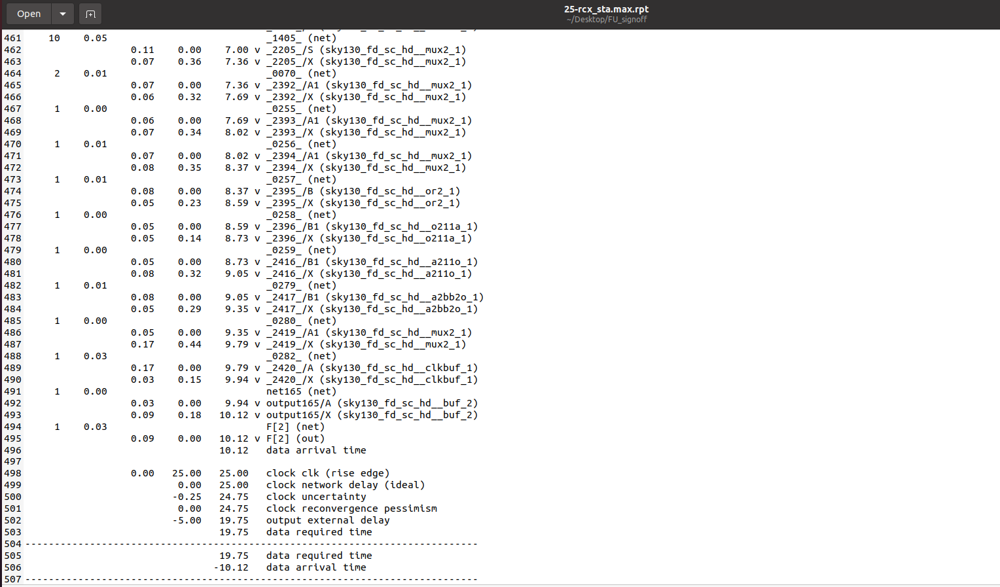 Open
25-rcx_sta.max.rpt
~/Desktop/FU_signoff
461 10 0.05 _1405_ (net)
462 0.11 0.00 7.00 v _2205_/S (sky130_fd_sc_hd__mux2_1)
463 0.07 0.36 7.36 v _2205_/X (sky130_fd_sc_hd__mux2_1)
464 2 0.01 _0070_ (net)
465 0.07 0.00 7.36 v _2392_/A1 (sky130_fd_sc_hd__mux2_1)
466 0.06 0.32 7.69 v _2392_/X (sky130_fd_sc_hd__mux2_1)
467 1 0.00 _0255_ (net)
468 0.06 0.00 7.69 v _2393_/A1 (sky130_fd_sc_hd__mux2_1)
469 0.07 0.34 8.02 v _2393_/X (sky130_fd_sc_hd__mux2_1)
470 1 0.01 _0256_ (net)
471 0.07 0.00 8.02 v _2394_/A1 (sky130_fd_sc_hd__mux2_1)
472 0.08 0.35 8.37 v _2394_/X (sky130_fd_sc_hd__mux2_1)
473 1 0.01 _0257_ (net)
474 0.08 0.00 8.37 v _2395_/B (sky130_fd_sc_hd__or2_1)
475 0.05 0.23 8.59 v _2395_/X (sky130_fd_sc_hd__or2_1)
476 1 0.00 _0258_ (net)
477 0.05 0.00 8.59 v _2396_/B1 (sky130_fd_sc_hd__o211a_1)
478 0.05 0.14 8.73 v _2396_/X (sky130_fd_sc_hd__o211a_1)
479 1 0.00 _0259_ (net)
480 0.05 0.00 8.73 v _2416_/B1 (sky130_fd_sc_hd__a211o_1)
481 0.08 0.32 9.05 v _2416_/X (sky130_fd_sc_hd__a211o_1)
482 1 0.01 _0279_ (net)
483 0.08 0.00 9.05 v _2417_/B1 (sky130_fd_sc_hd__a2bb2o_1)
484 0.05 0.29 9.35 v _2417_/X (sky130_fd_sc_hd__a2bb2o_1)
485 1 0.00 _0280_ (net)
486 0.05 0.00 9.35 v _2419_/A1 (sky130_fd_sc_hd__mux2_1)
487 0.17 0.44 9.79 v _2419_/X (sky130_fd_sc_hd__mux2_1)
488 1 0.03 _0282_ (net)
489 0.17 0.00 9.79 v _2420_/A (sky130_fd_sc_hd__clkbuf_1)
490 0.03 0.15 9.94 v _2420_/X (sky130_fd_sc_hd__clkbuf_1)
491 1 0.00 net165 (net)
492 0.03 0.00 9.94 v output165/A (sky130_fd_sc_hd__buf_2)
493 0.09 0.18 10.12 v output165/X (sky130_fd_sc_hd__buf_2)
494 1 0.03 F[2] (net)
495 0.09 0.00 10.12 v F[2] (out)
496 10.12 data arrival time
497
498 0.00 25.00 25.00 clock clk (rise edge)
499 0.00 25.00 clock network delay (ideal)
500 -0.25 24.75 clock uncertainty
501 0.00 24.75 clock reconvergence pessimism
502 -5.00 19.75 output external delay
503 19.75 data required time
504 -----------------------------------------------------------------------------
505 19.75 data required time
506 -10.12 data arrival time
507 -----------------------------------------------------------------------------